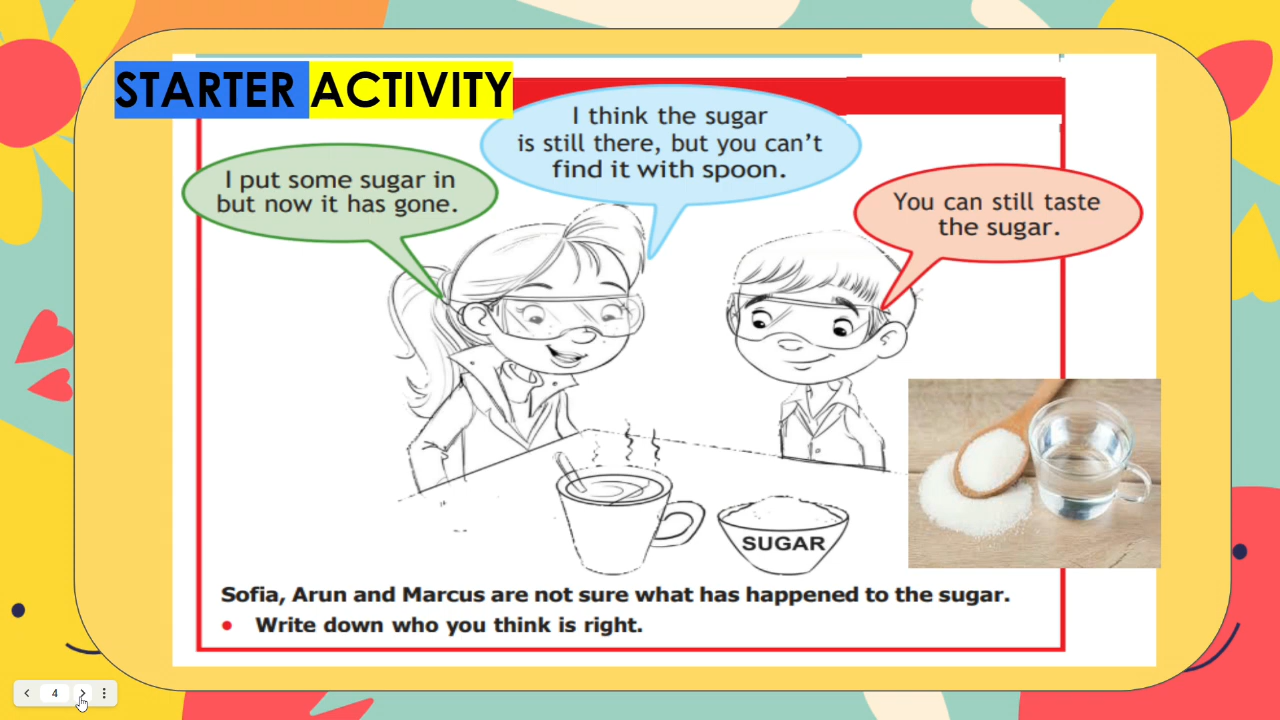 STARTER ACTIVITY
I think the sugar
is still there, but you can't
find it with spoon.
I put some sugar in
but now it has gone.
You can still taste
the sugar.
SUGAR
Sofia, Arun and Marcus are not sure what has happened to the sugar.
• Write down who you think is right.
4